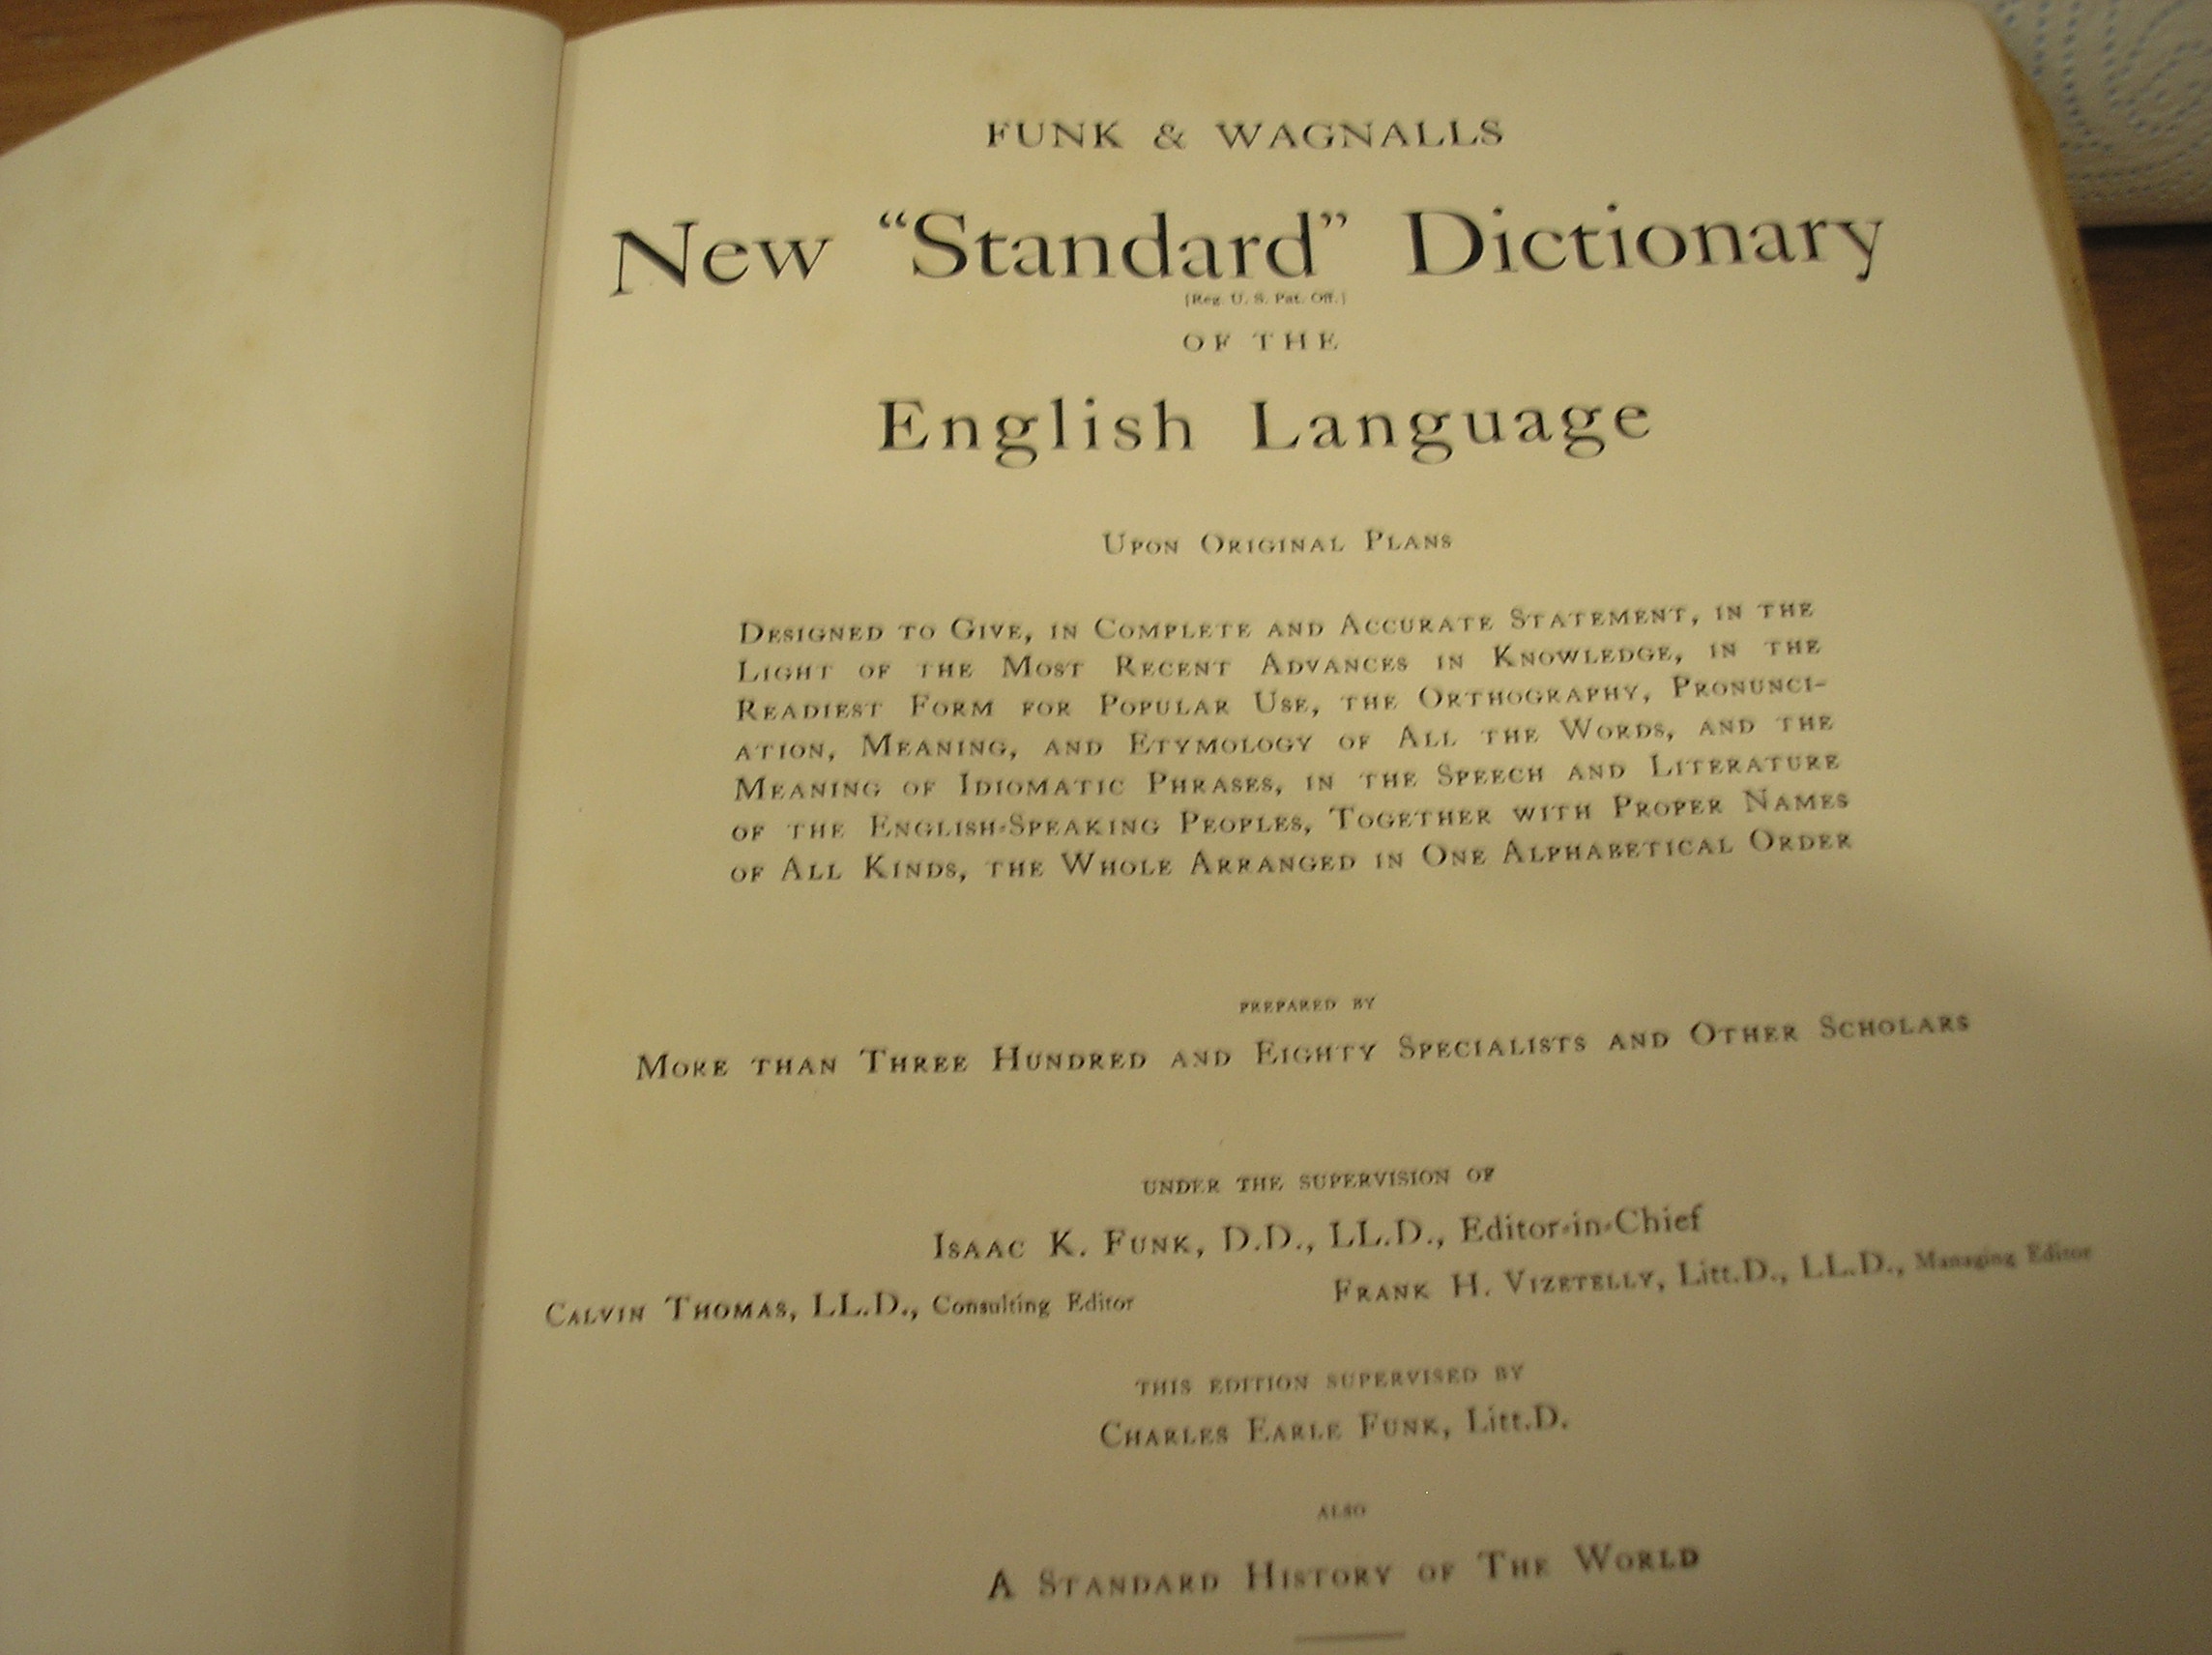 FUNK & WAGNALLS
New “Standard” Dictionary
[Reg. U. S. Pat. Off.]
OF THE
English Language
UPON ORIGINAL PLANS
DESIGNED TO GIVE, IN COMPLETE AND ACCURATE STATEMENT, IN THE
LIGHT OF THE MOST RECENT ADVANCES IN KNOWLEDGE, IN THE
READIEST FORM FOR POPULAR USE, THE ORTHOGRAPHY, PRONUNCI-
ATION, MEANING, AND ETYMOLOGY OF ALL THE WORDS, AND THE
MEANING OF IDIOMATIC PHRASES, IN THE SPEECH AND LITERATURE
OF THE ENGLISH-SPEAKING PEOPLES, TOGETHER WITH PROPER NAMES
OF ALL KINDS, THE WHOLE ARRANGED IN ONE ALPHABETICAL ORDER
PREPARED BY
MORE THAN THREE HUNDRED AND EIGHTY SPECIALISTS AND OTHER SCHOLARS
UNDER THE SUPERVISION OF
ISAAC K. FUNK, D.D., LL.D., Editor-in-Chief
CALVIN THOMAS, LL.D., Consulting Editor FRANK H. VIZETELLY, Litt.D., LL.D., Managing Editor
THIS EDITION SUPERVISED BY
CHARLES EARLE FUNK, Litt.D.
ALSO
A STANDARD HISTORY OF THE WORLD